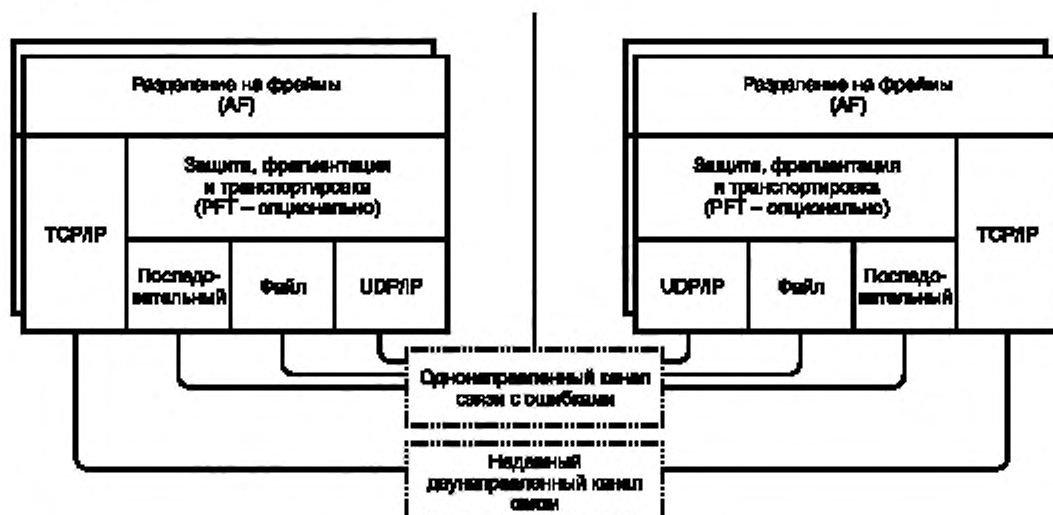 Разделение на фреймы
(AF)
Разделение на фреймы
(AF)
TCP/IP
Защита, фрагментация
и транспортировка
(PFT – опционально)
Защита, фрагментация
и транспортировка
(PFT – опционально)
TCP/IP
Последо-
вательный
Файл
UDP/IP
UDP/IP
Файл
Последо-
вательный
Однонаправленный канал
связи с ошибками
Надежный
двунаправленный канал
связи